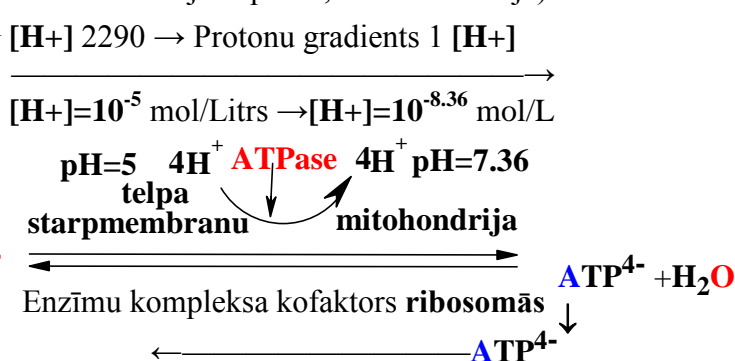 [H+] 2290 → Protonu gradients 1 [H+]
[H+]=10⁻⁵ mol/Litrs →[H+]=10⁻⁸·³⁶ mol/L
pH=5 4H⁺ ATPase 4H⁺ pH=7.36
telpa
starpmembranu mitohondrija
ATP⁴⁻ +H₂O
Enzīmu kompleksa kofaktors ribosomās
ATP⁴⁻